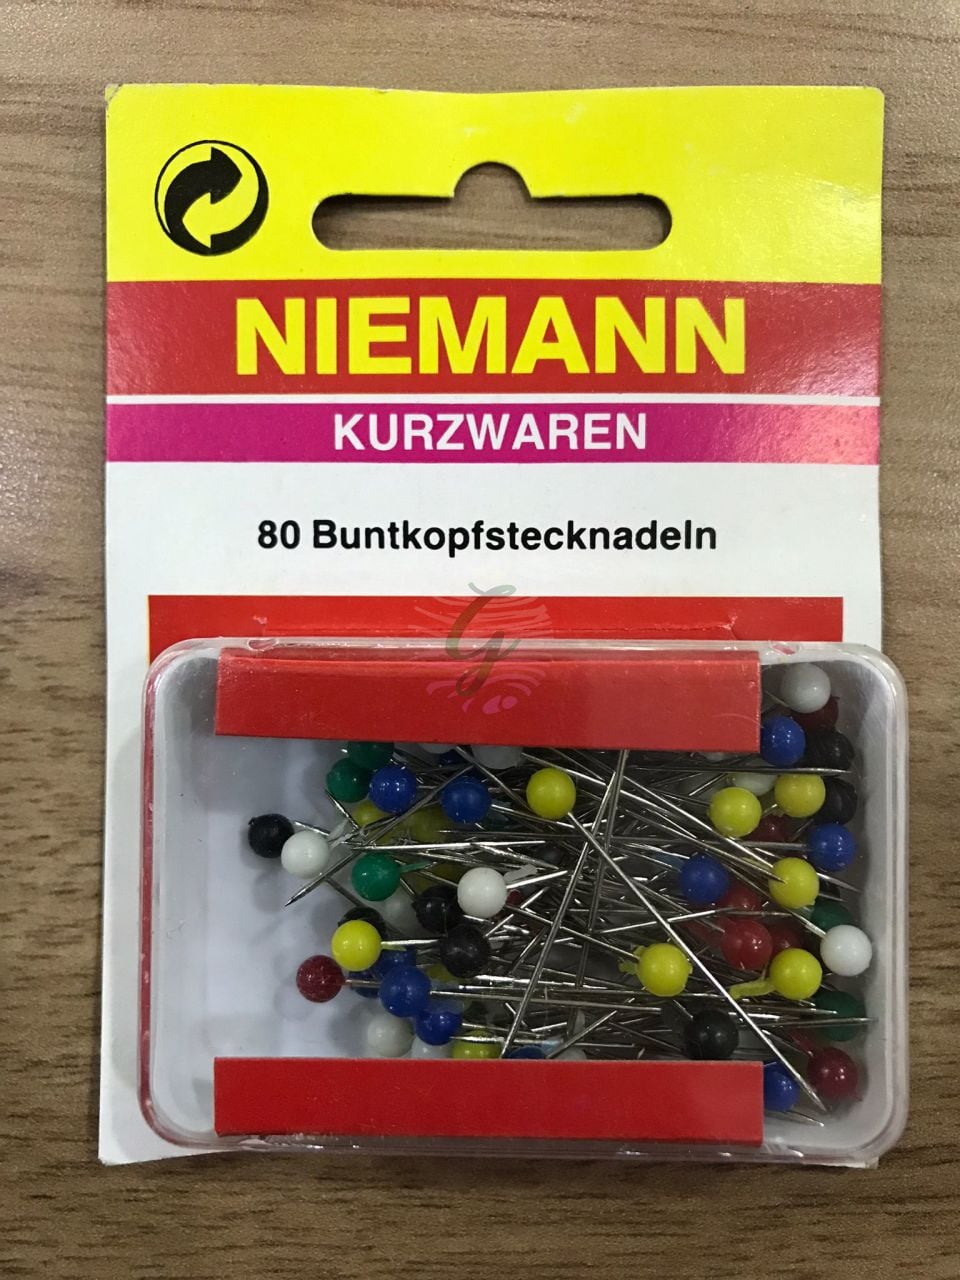 NIEMANN
KURZWAREN
80 Buntkopfstecknadeln